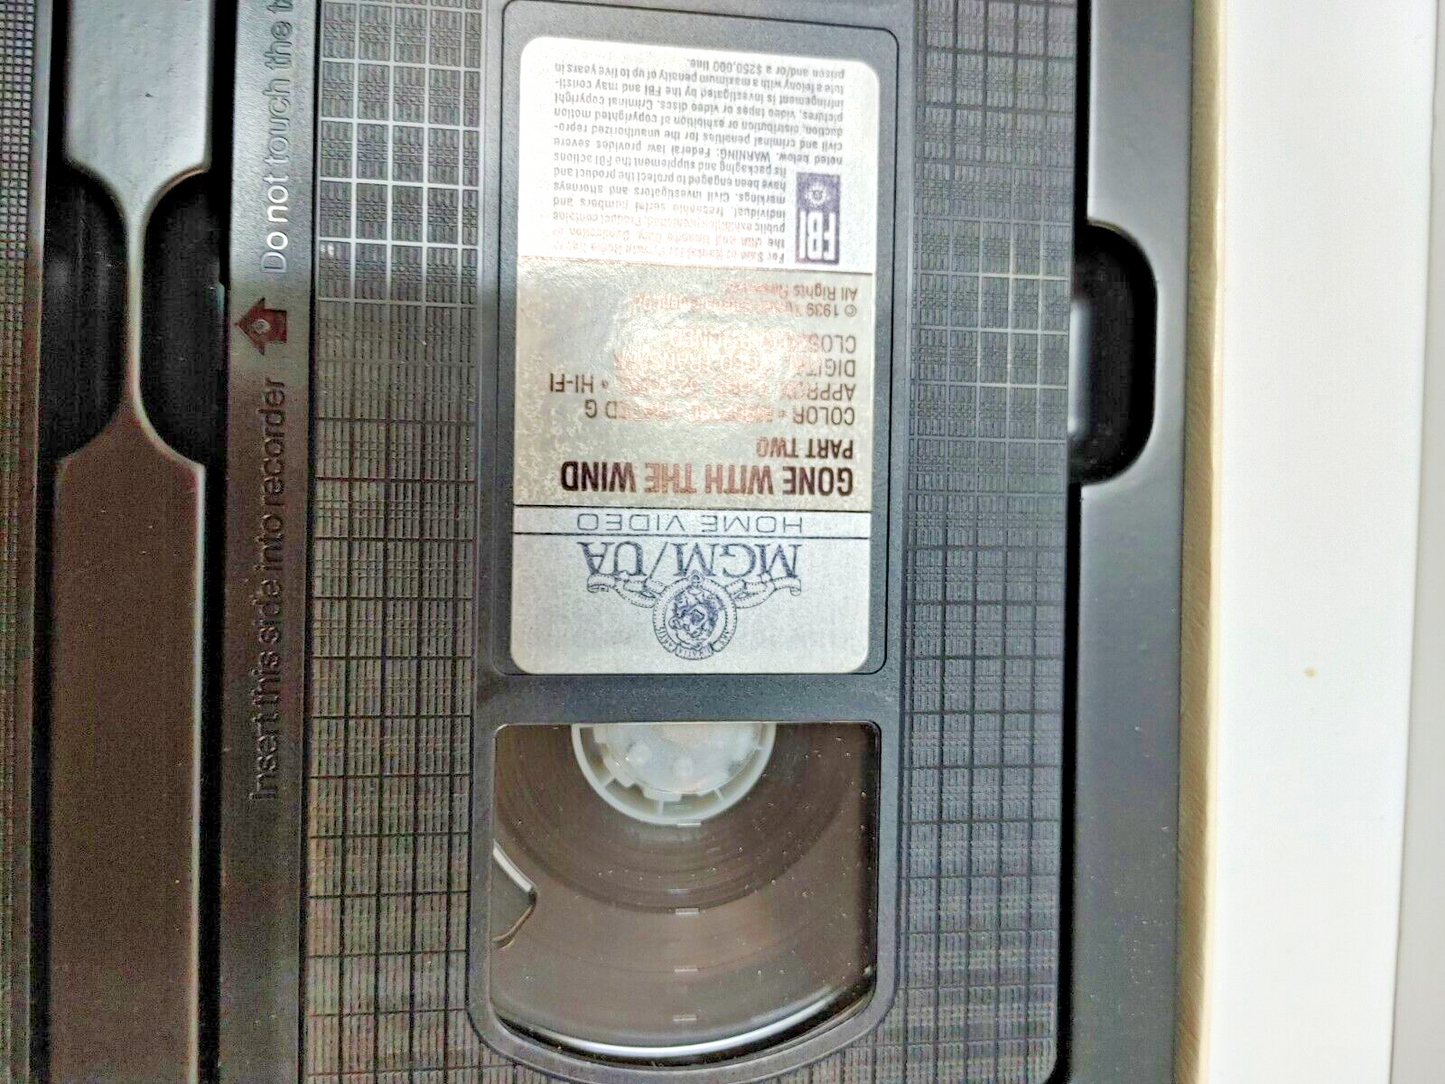 MGM/UA
HOME VIDEO
GONE WITH THE WIND
PART TWO
COLOR • G
APPROX • HI-FI
DIGITAL
CLOSED
© 1939
All Rights Reserved
FBI
individual traceable serial numbers and
markings. Civil investigators and attorneys
have been engaged to protect the product and
its packaging and supplement the FBI actions
noted below. WARNING: Federal law provides severe
civil and criminal penalties for the unauthorized repro-
duction, distribution or exhibition of copyrighted motion
pictures, video tapes or video discs. Criminal copyright
infringement is investigated by the FBI and may consti-
tute a felony with a maximum penalty of up to five years in
prison and/or a $250,000 fine.
Insert this side into recorder
Do not touch the t